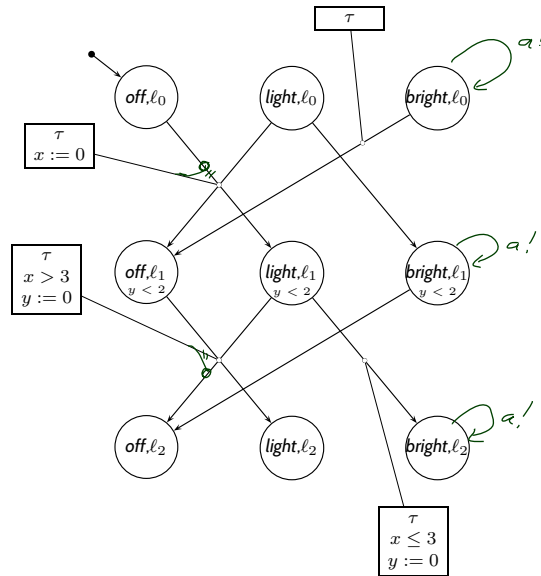 τ
a!
off,ℓ0
light,ℓ0
bright,ℓ0
τ
x := 0
a!
τ
x > 3
y := 0
off,ℓ1
y < 2
light,ℓ1
y < 2
bright,ℓ1
y < 2
a!
off,ℓ2
light,ℓ2
bright,ℓ2
τ
x ≤ 3
y := 0